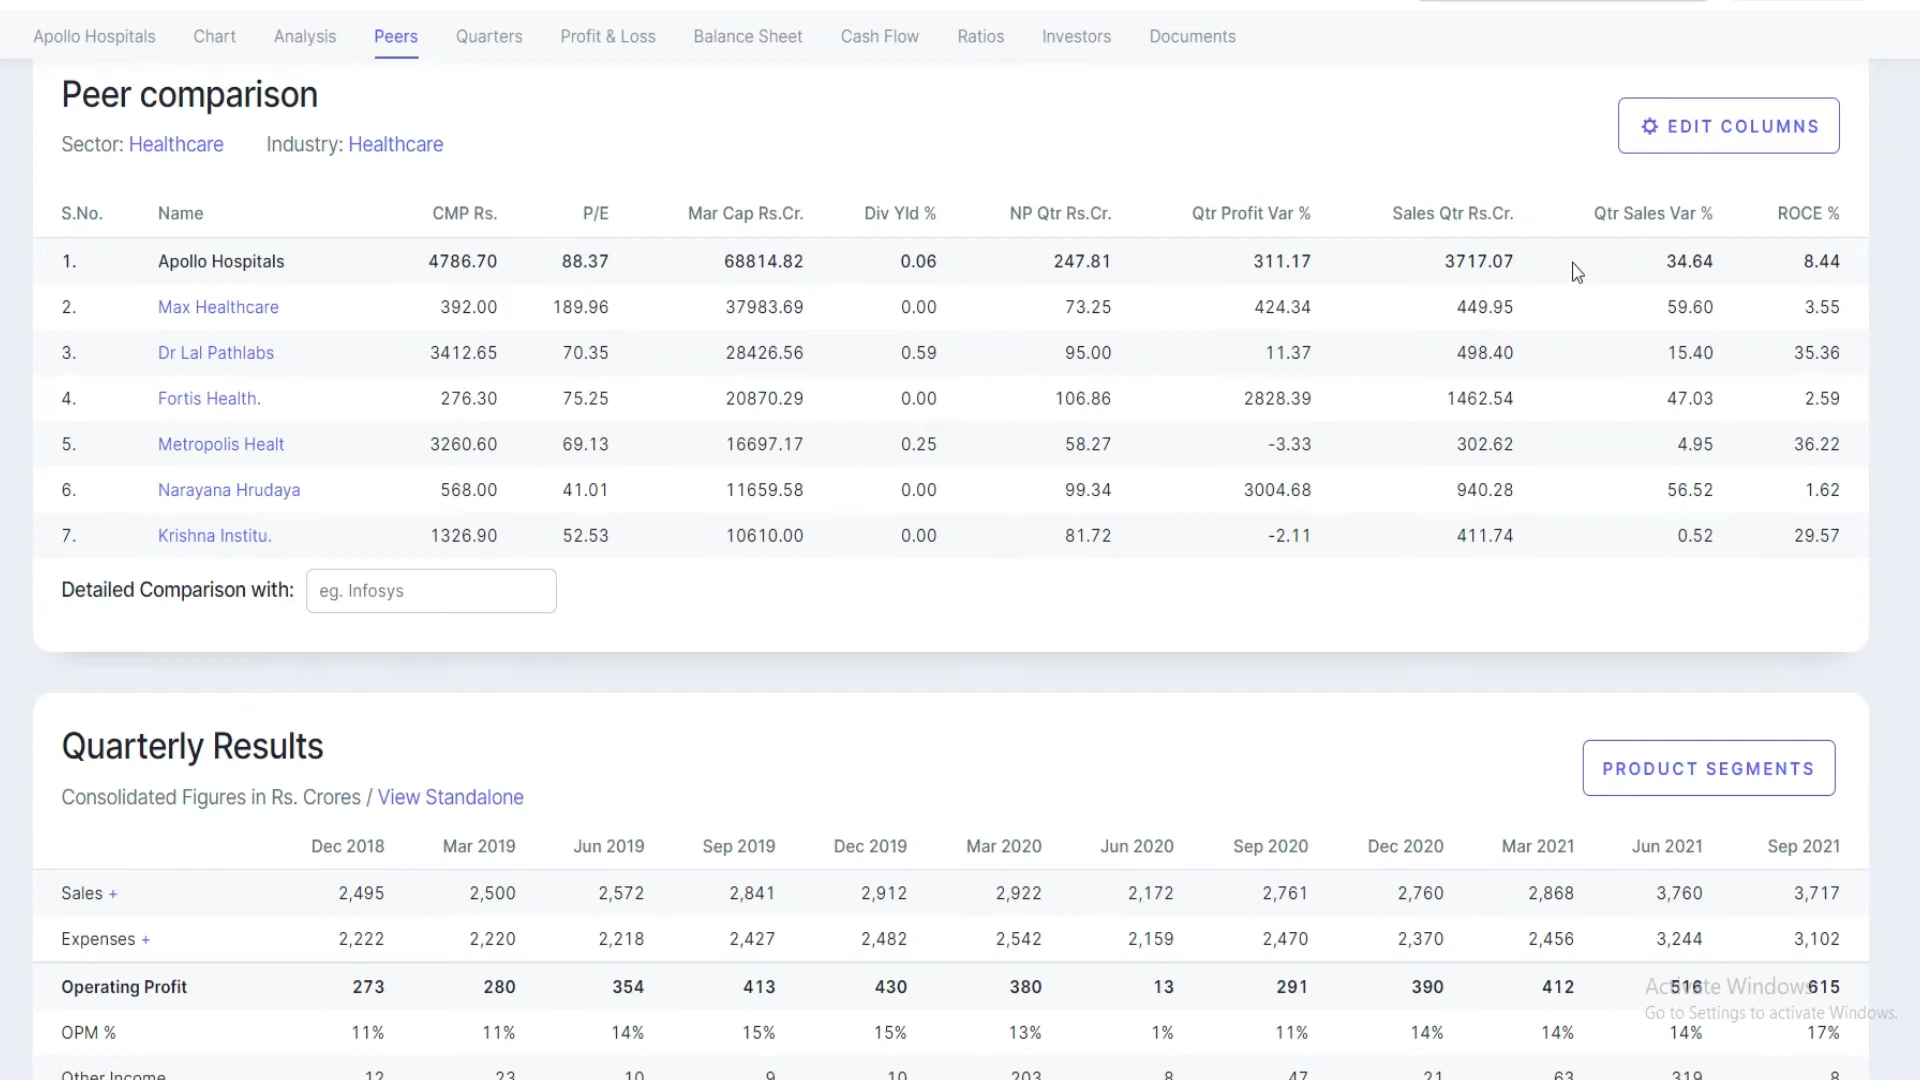 Apollo Hospitals Chart Analysis Peers Quarters Profit & Loss Balance Sheet Cash Flow Ratios Investors Documents
Peer comparison
Sector: Healthcare Industry: Healthcare
EDIT COLUMNS
S.No. Name CMP Rs. P/E Mar Cap Rs.Cr. Div Yld % NP Qtr Rs.Cr. Qtr Profit Var % Sales Qtr Rs.Cr. Qtr Sales Var % ROCE %
1. Apollo Hospitals 4786.70 88.37 68814.82 0.06 247.81 311.17 3717.07 34.64 8.44
2. Max Healthcare 392.00 189.96 37983.69 0.00 73.25 424.34 449.95 59.60 3.55
3. Dr Lal Pathlabs 3412.65 70.35 28426.56 0.59 95.00 11.37 498.40 15.40 35.36
4. Fortis Health. 276.30 75.25 20870.29 0.00 106.86 2828.39 1462.54 47.03 2.59
5. Metropolis Healt 3260.60 69.13 16697.17 0.25 58.27 -3.33 302.62 4.95 36.22
6. Narayana Hrudaya 568.00 41.01 11659.58 0.00 99.34 3004.68 940.28 56.52 1.62
7. Krishna Institu. 1326.90 52.53 10610.00 0.00 81.72 -2.11 411.74 0.52 29.57
Detailed Comparison with: eg. Infosys
Quarterly Results
PRODUCT SEGMENTS
Consolidated Figures in Rs. Crores / View Standalone
Dec 2018 Mar 2019 Jun 2019 Sep 2019 Dec 2019 Mar 2020 Jun 2020 Sep 2020 Dec 2020 Mar 2021 Jun 2021 Sep 2021
Sales + 2,495 2,500 2,572 2,841 2,912 2,922 2,172 2,761 2,760 2,868 3,760 3,717
Expenses + 2,222 2,220 2,218 2,427 2,482 2,542 2,159 2,470 2,370 2,456 3,244 3,102
Operating Profit 273 280 354 413 430 380 13 291 390 412 516 615
Activate Windows
Go to Settings to activate Windows.
OPM % 11% 11% 14% 15% 15% 13% 1% 11% 14% 14% 14% 17%
Other Income 12 23 10 9 10 203 8 47 21 63 319 8